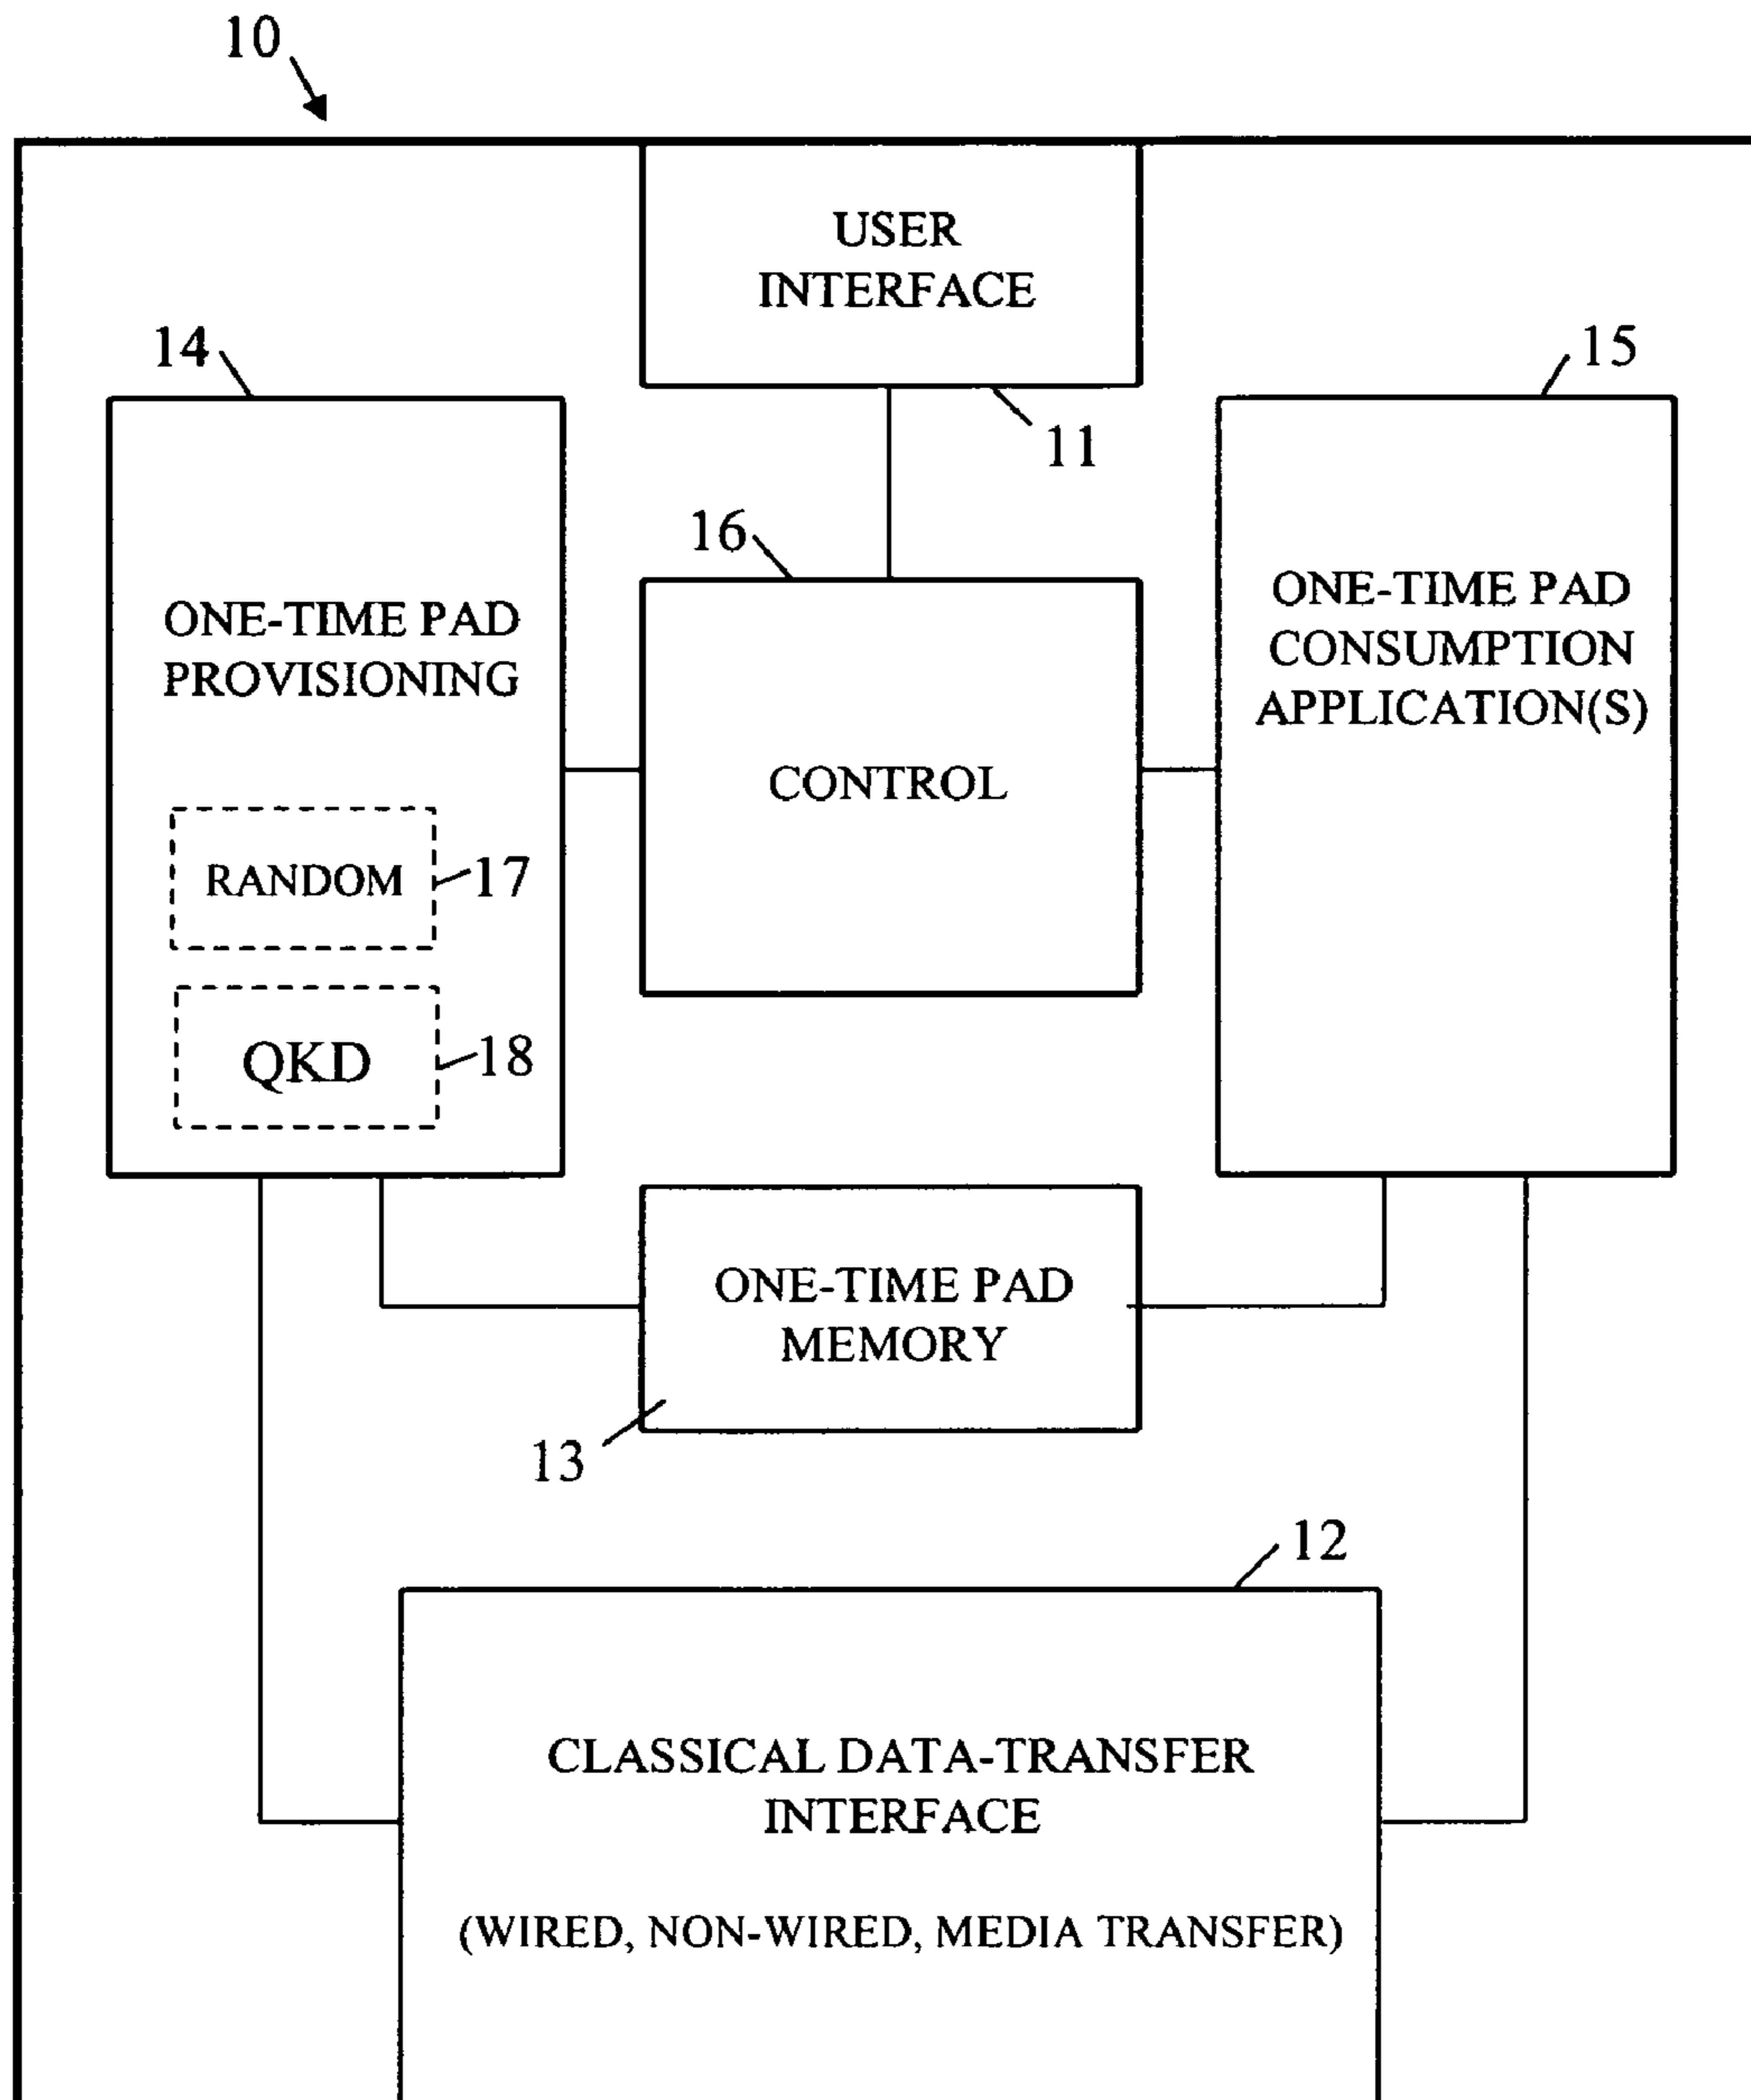 10
USER
INTERFACE
11
14
15
16
ONE-TIME PAD
PROVISIONING
CONTROL
ONE-TIME PAD
CONSUMPTION
APPLICATION(S)
RANDOM
17
QKD
18
ONE-TIME PAD
MEMORY
13
12
CLASSICAL DATA-TRANSFER
INTERFACE
(WIRED, NON-WIRED, MEDIA TRANSFER)